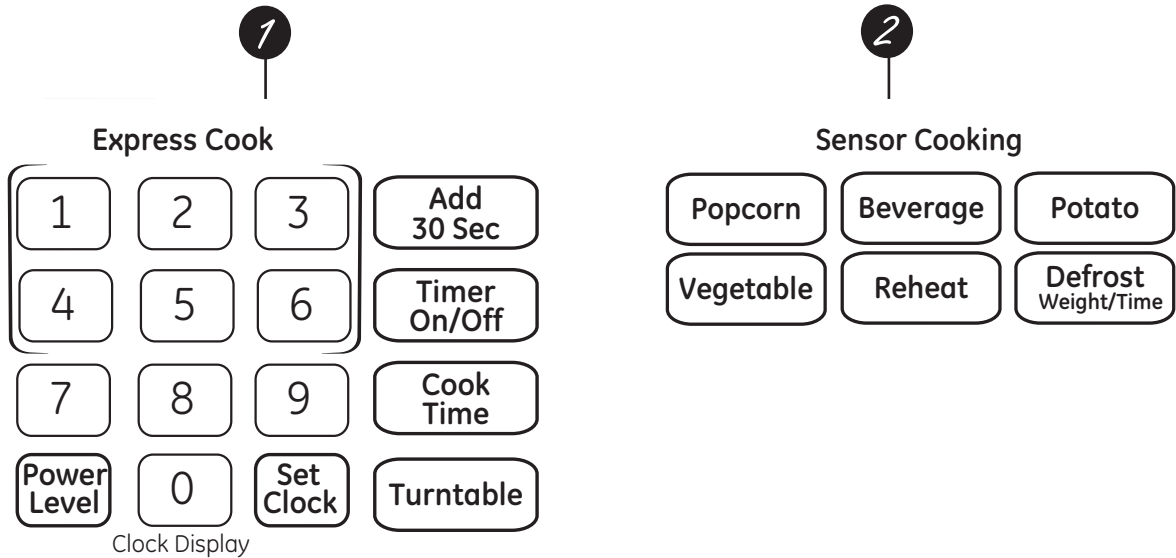 1
2
Express Cook
1 2 3
Add
30 Sec
4 5 6
Timer
On/Off
7 8 9
Cook
Time
Power
Level
0
Set
Clock
Turntable
Clock Display
Sensor Cooking
Popcorn
Beverage
Potato
Vegetable
Reheat
Defrost
Weight/Time